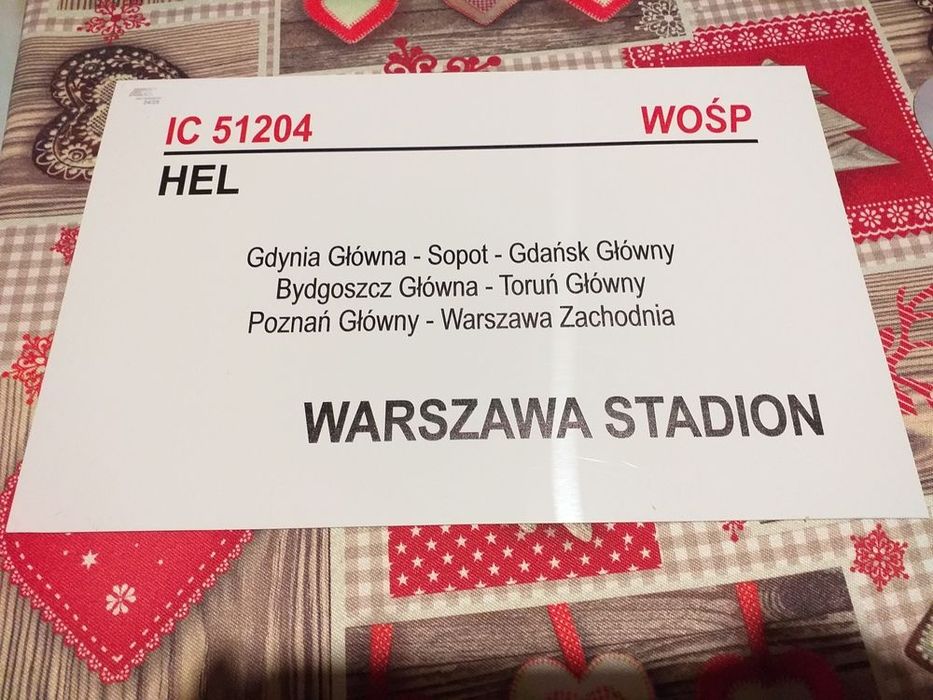 IC 51204 WOŚP
HEL
Gdynia Główna - Sopot - Gdańsk Główny
Bydgoszcz Główna - Toruń Główny
Poznań Główny - Warszawa Zachodnia
WARSZAWA STADION